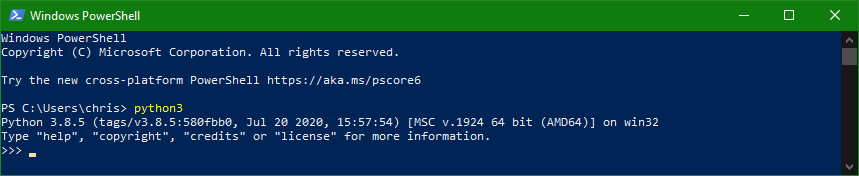 Windows PowerShell
Windows PowerShell
Copyright (C) Microsoft Corporation. All rights reserved.
Try the new cross-platform PowerShell https://aka.ms/pscore6
PS C:\Users\chris> python3
Python 3.8.5 (tags/v3.8.5:580fbb0, Jul 20 2020, 15:57:54) [MSC v.1924 64 bit (AMD64)] on win32
Type "help", "copyright", "credits" or "license" for more information.
>>>